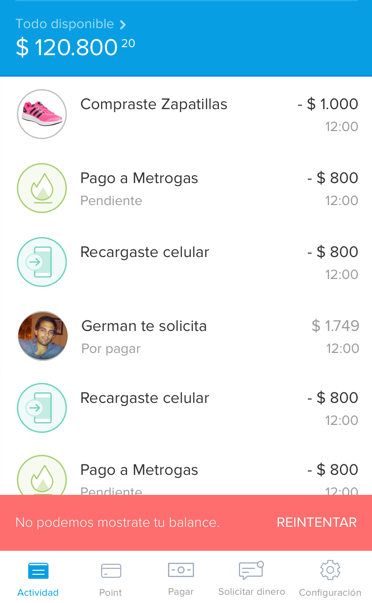 Todo disponible
$ 120.800 20
Compraste Zapatillas - $ 1.000
12:00
Pago a Metrogas - $ 800
Pendiente 12:00
Recargaste celular - $ 800
12:00
German te solicita $ 1.749
Por pagar 12:00
Recargaste celular - $ 800
12:00
Pago a Metrogas - $ 800
Pendiente 12:00
No podemos mostrate tu balance. REINTENTAR
Actividad Point Pagar Solicitar dinero Configuración